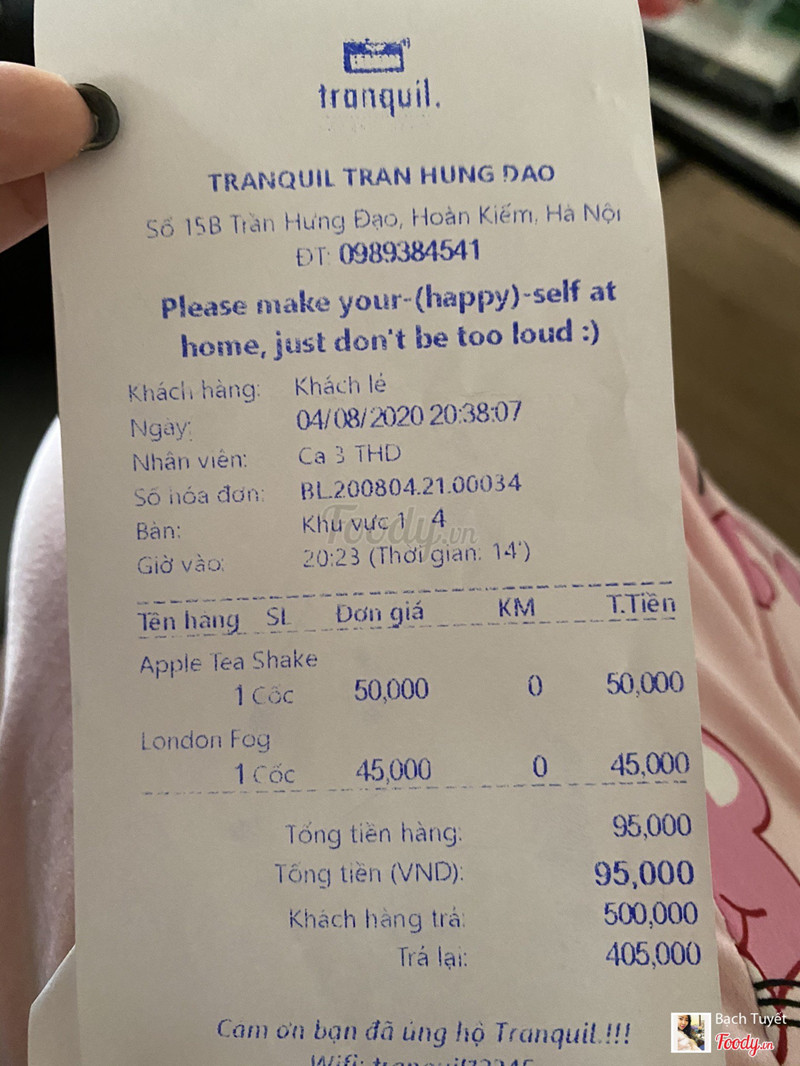 tranquil.
TRANQUIL TRAN HUNG DAO
Số 15B Trần Hưng Đạo, Hoàn Kiếm, Hà Nội
ĐT: 0989384541
Please make your-(happy)-self at
home, just don't be too loud :)
Khách hàng: Khách lẻ
Ngày: 04/08/2020 20:38:07
Nhân viên: Ca 3 THD
Số hóa đơn: BL.200804.21.00034
Bàn: Khu vực 1 4
Giờ vào: 20:23 (Thời gian: 14')
Tên hàng SL Đơn giá KM T.Tiền
Apple Tea Shake
1 Cốc 50,000 0 50,000
London Fog
1 Cốc 45,000 0 45,000
Tổng tiền hàng: 95,000
Tổng tiền (VND): 95,000
Khách hàng trả: 500,000
Trả lại: 405,000
Cảm ơn bạn đã ủng hộ Tranquil.!!!
Wifi:
Foody.vn
Bạch Tuyết
Foody.vn